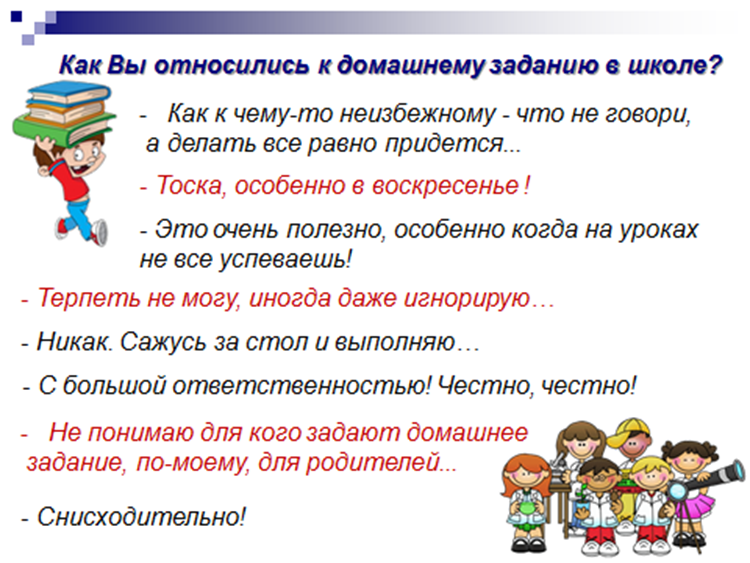 Как Вы относились к домашнему заданию в школе?
- Как к чему-то неизбежному - что не говори,
а делать все равно придется...
- Тоска, особенно в воскресенье !
- Это очень полезно, особенно когда на уроках
не все успеваешь!
- Терпеть не могу, иногда даже игнорирую…
- Никак. Сажусь за стол и выполняю…
- С большой ответственностью! Честно, честно!
- Не понимаю для кого задают домашнее
задание, по-моему, для родителей...
- Снисходительно!